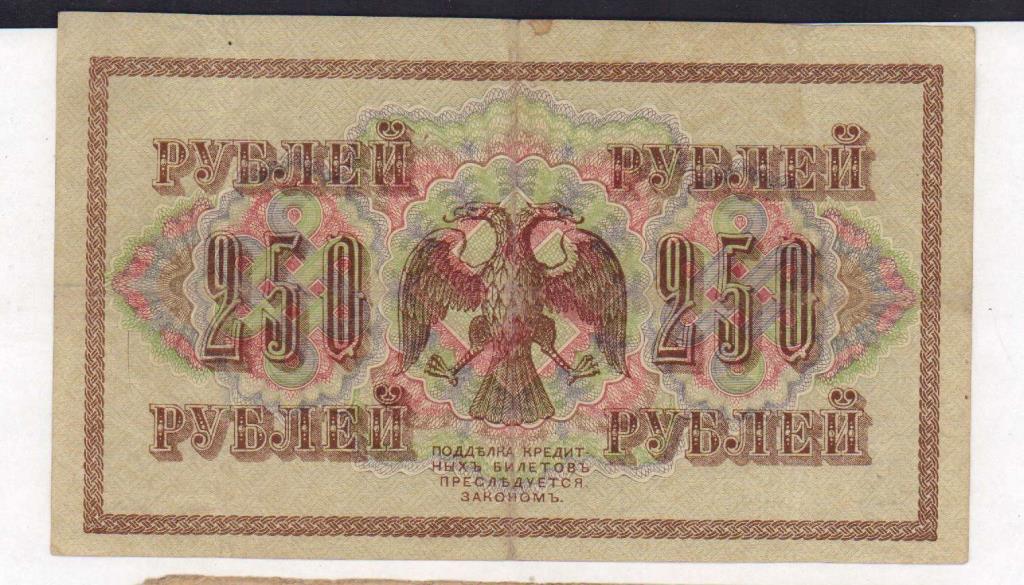 РУБЛЕЙ РУБЛЕЙ
250 250
РУБЛЕЙ РУБЛЕЙ
ПОДДѢЛКА КРЕДИТ-
НЫХЪ БИЛЕТОВЪ
ПРЕСЛѢДУЕТСЯ
ЗАКОНОМЪ.